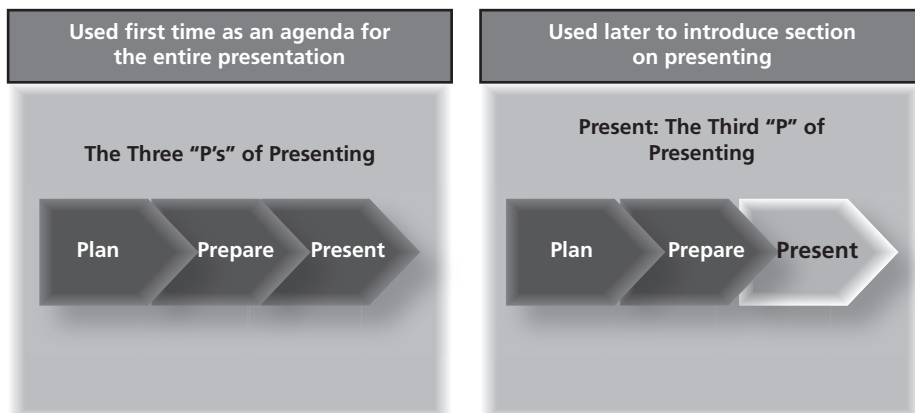 Used first time as an agenda for
the entire presentation
The Three “P’s” of Presenting
Plan
Prepare
Present
Used later to introduce section
on presenting
Present: The Third “P” of
Presenting
Plan
Prepare
Present